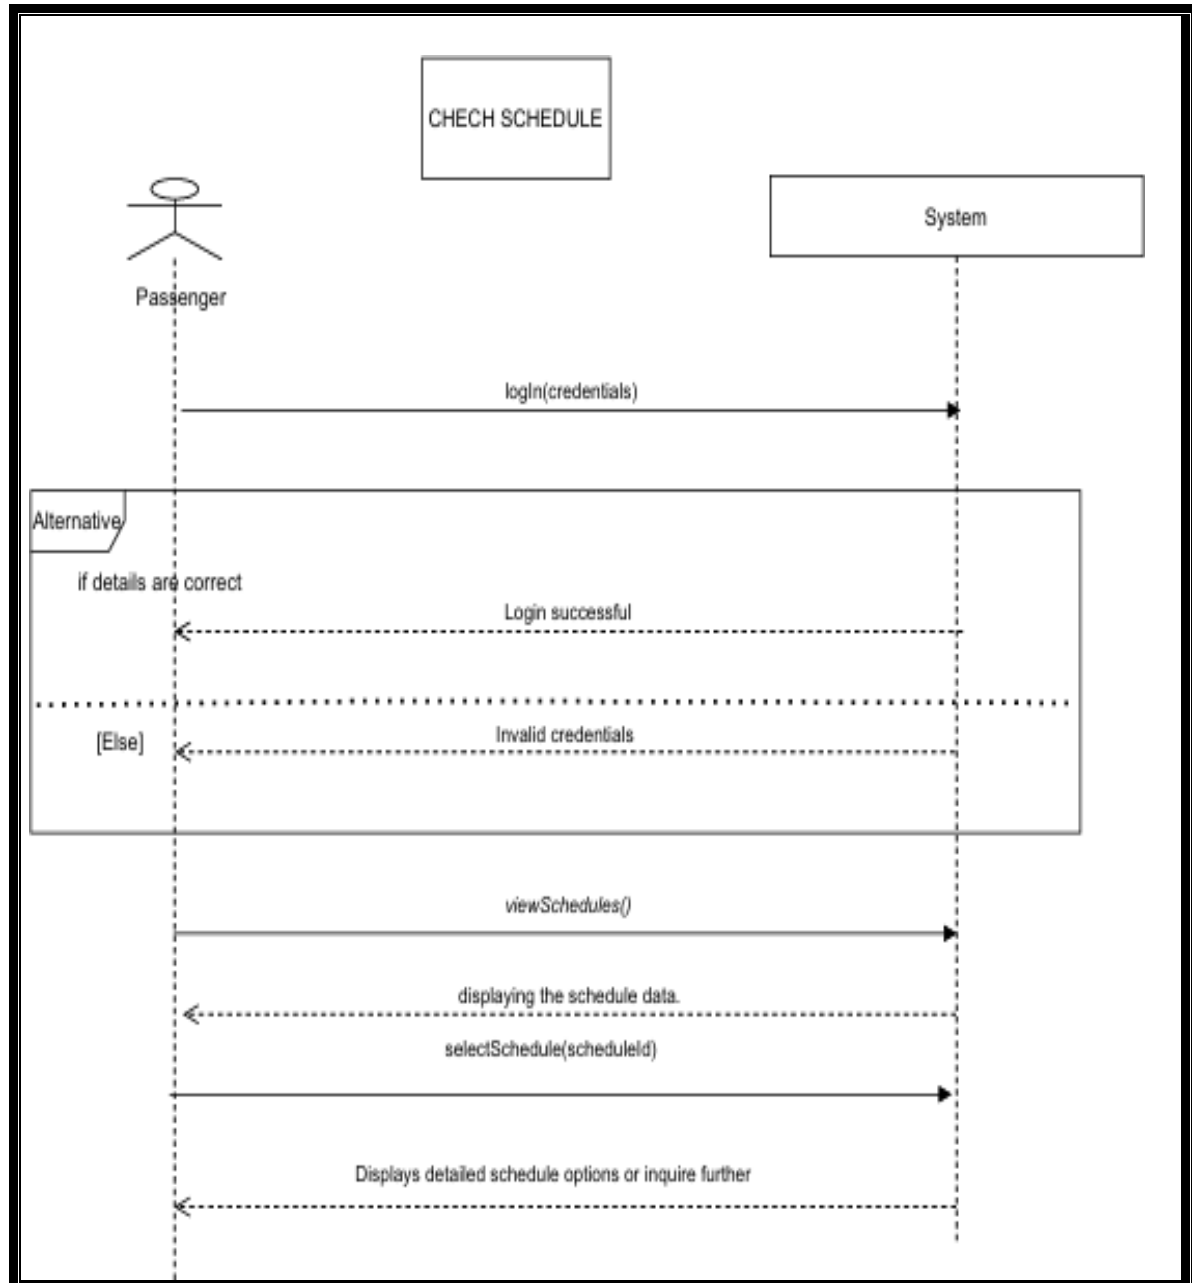 CHECH SCHEDULE
System
Passenger
logIn(credentials)
Alternative
if details are correct
Login successful
[Else]
Invalid credentials
viewSchedules()
displaying the schedule data.
selectSchedule(scheduleId)
Displays detailed schedule options or inquire further